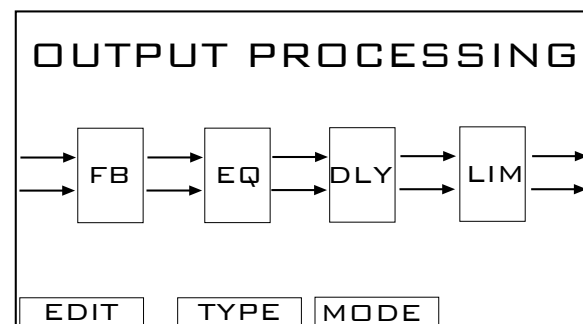 OUTPUT PROCESSING
FB EQ DLY LIM
EDIT TYPE MODE